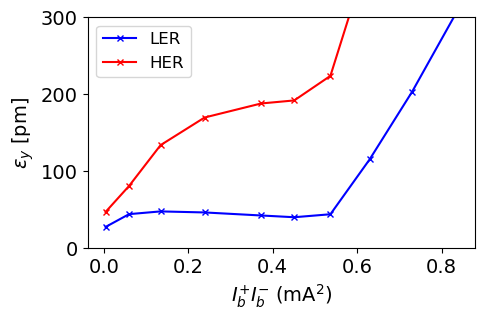 300
200
100
0
ε_y [pm]
LER
HER
0.0 0.2 0.4 0.6 0.8
I_b^+ I_b^- (mA²)